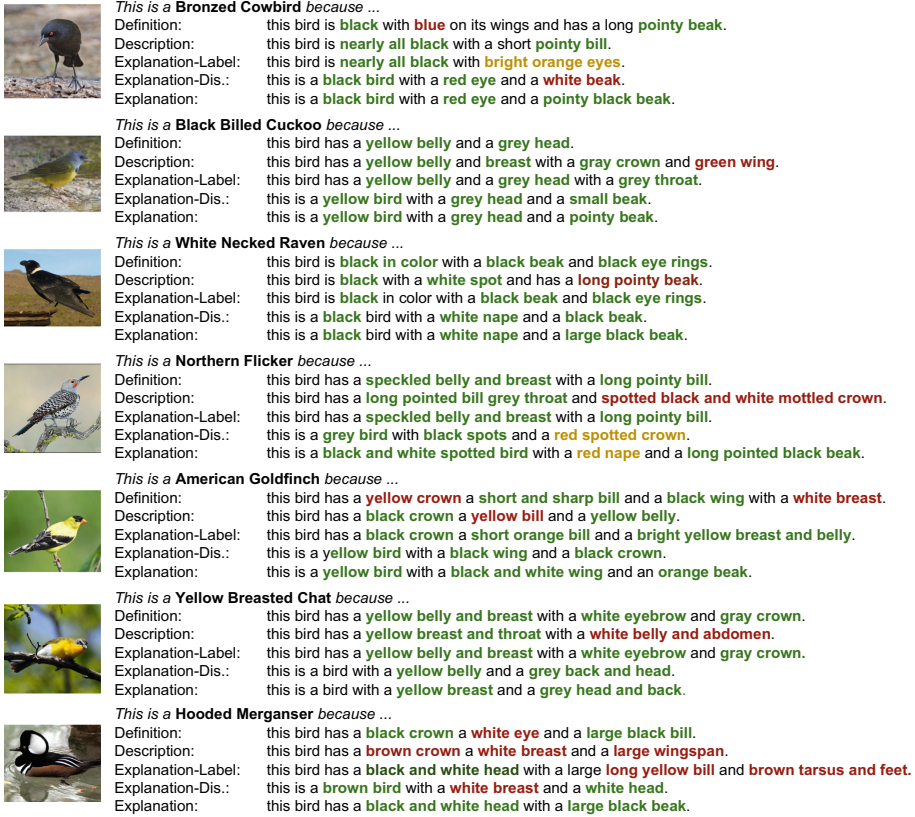 This is a Bronzed Cowbird because ...
Definition: this bird is black with blue on its wings and has a long pointy beak.
Description: this bird is nearly all black with a short pointy bill.
Explanation-Label: this bird is nearly all black with bright orange eyes.
Explanation-Dis.: this is a black bird with a red eye and a white beak.
Explanation: this is a black bird with a red eye and a pointy black beak.
This is a Black Billed Cuckoo because ...
Definition: this bird has a yellow belly and a grey head.
Description: this bird has a yellow belly and breast with a gray crown and green wing.
Explanation-Label: this bird has a yellow belly and a grey head with a grey throat.
Explanation-Dis.: this is a yellow bird with a grey head and a small beak.
Explanation: this is a yellow bird with a grey head and a pointy beak.
This is a White Necked Raven because ...
Definition: this bird is black in color with a black beak and black eye rings.
Description: this bird is black with a white spot and has a long pointy beak.
Explanation-Label: this bird is black in color with a black beak and black eye rings.
Explanation-Dis.: this is a black bird with a white nape and a black beak.
Explanation: this is a black bird with a white nape and a large black beak.
This is a Northern Flicker because ...
Definition: this bird has a speckled belly and breast with a long pointy bill.
Description: this bird has a long pointed bill grey throat and spotted black and white mottled crown.
Explanation-Label: this bird has a speckled belly and breast with a long pointy bill.
Explanation-Dis.: this is a grey bird with black spots and a red spotted crown.
Explanation: this is a black and white spotted bird with a red nape and a long pointed black beak.
This is a American Goldfinch because ...
Definition: this bird has a yellow crown a short and sharp bill and a black wing with a white breast.
Description: this bird has a black crown a yellow bill and a yellow belly.
Explanation-Label: this bird has a black crown a short orange bill and a bright yellow breast and belly.
Explanation-Dis.: this is a yellow bird with a black wing and a black crown.
Explanation: this is a yellow bird with a black and white wing and an orange beak.
This is a Yellow Breasted Chat because ...
Definition: this bird has a yellow belly and breast with a white eyebrow and gray crown.
Description: this bird has a yellow breast and throat with a white belly and abdomen.
Explanation-Label: this bird has a yellow belly and breast with a white eyebrow and gray crown.
Explanation-Dis.: this is a bird with a yellow belly and a grey back and head.
Explanation: this is a bird with a yellow breast and a grey head and back.
This is a Hooded Merganser because ...
Definition: this bird has a black crown a white eye and a large black bill.
Description: this bird has a brown crown a white breast and a large wingspan.
Explanation-Label: this bird has a black and white head with a large long yellow bill and brown tarsus and feet.
Explanation-Dis.: this is a brown bird with a white breast and a white head.
Explanation: this bird has a black and white head with a large black beak.